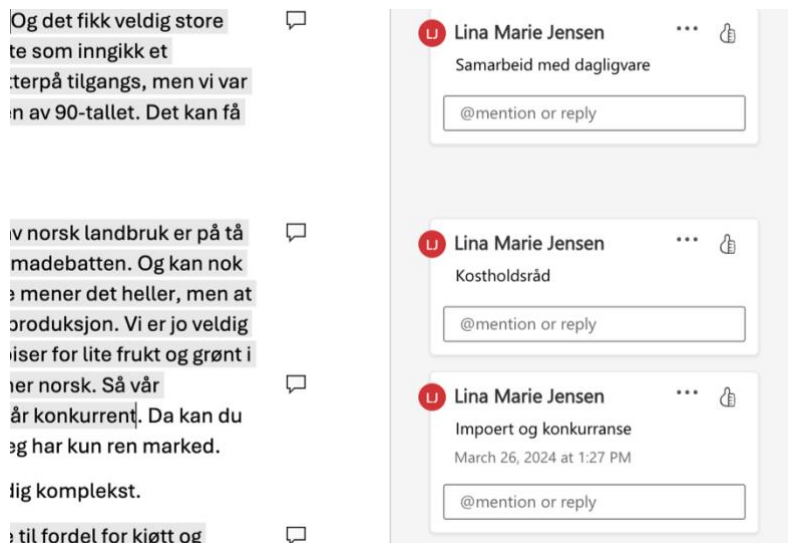 Og det fikk veldig store
te som inngikk et
tterpå tilgangs, men vi var
n av 90-tallet. Det kan få
av norsk landbruk er på tå
madebatten. Og kan nok
e mener det heller, men at
produksjon. Vi er jo veldig
iser for lite frukt og grønt i
ner norsk. Så vår
år konkurrent. Da kan du
eg har kun ren marked.
dig komplekst.
e til fordel for kjøtt og
Lina Marie Jensen
Samarbeid med dagligvare
@mention or reply
Lina Marie Jensen
Kostholdsråd
@mention or reply
LJ
Lina Marie Jensen
Impoert og konkurranse
March 26, 2024 at 1:27 PM
@mention or reply